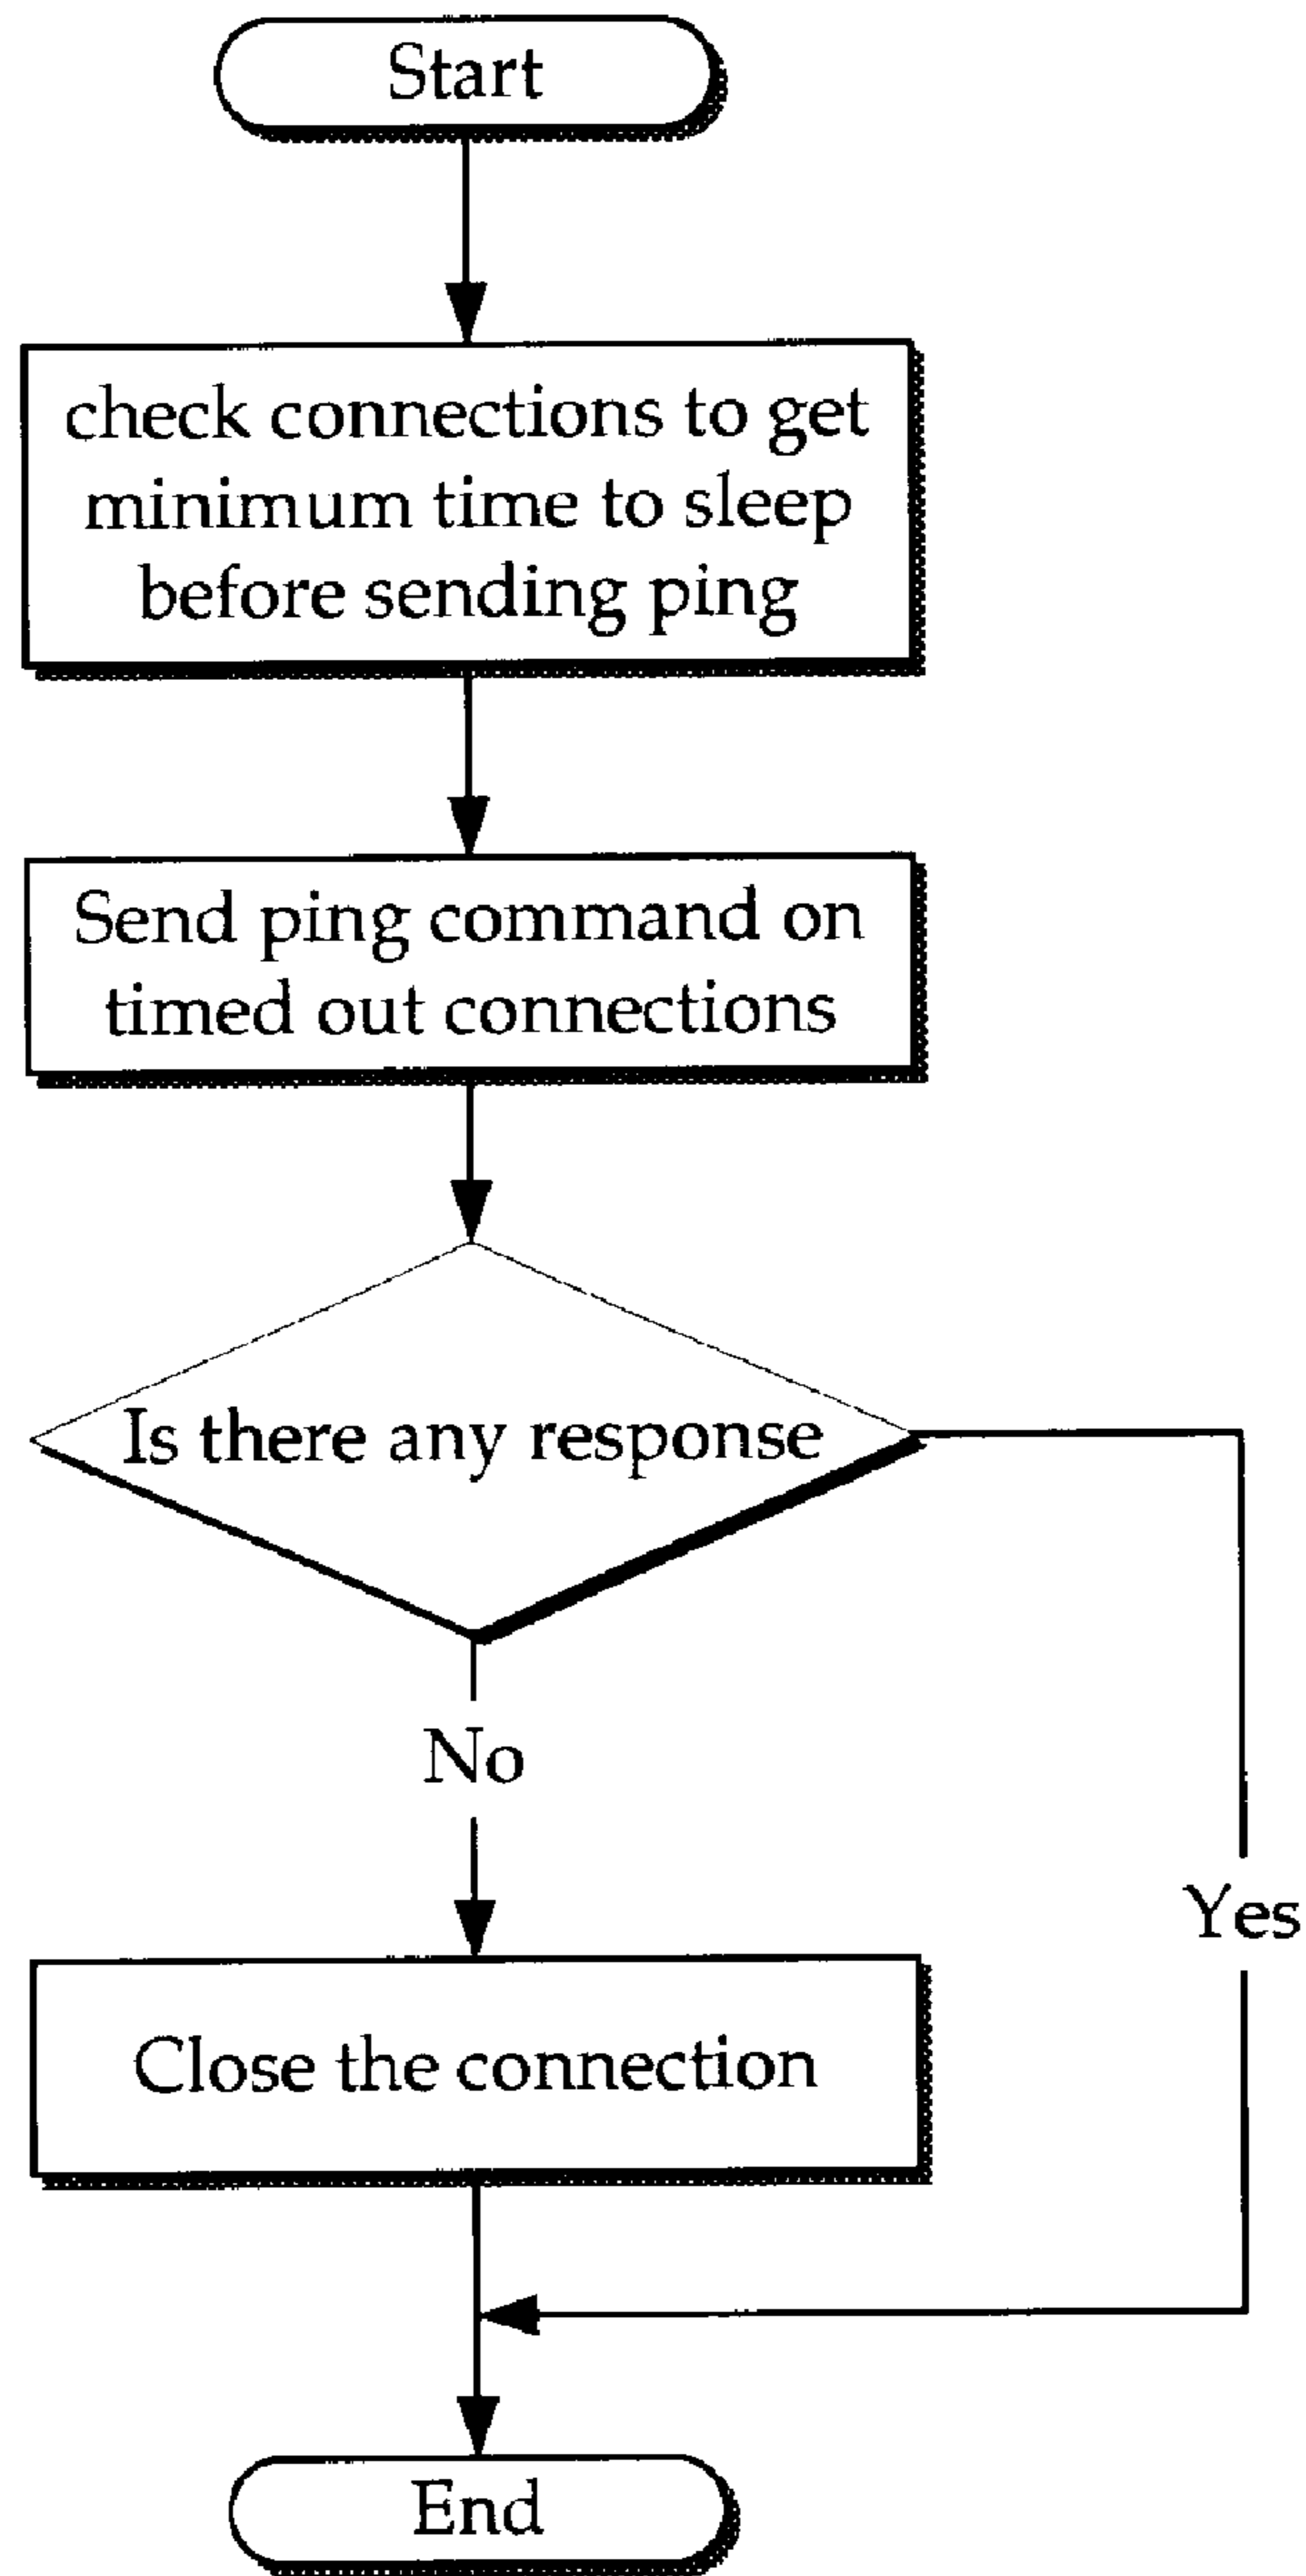 Start
check connections to get
minimum time to sleep
before sending ping
Send ping command on
timed out connections
Is there any response
No
Yes
Close the connection
End